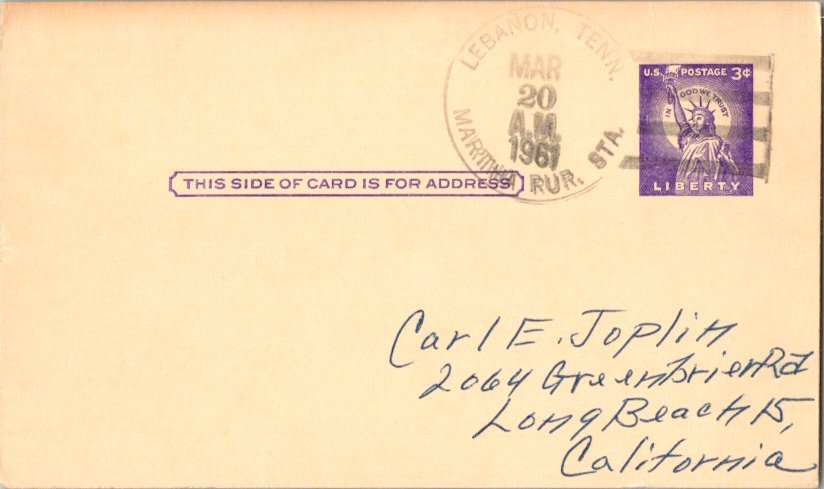 LEBANON, TENN.
MAR
20
A.M.
1961
MARTHA RUR. STA.
U.S. POSTAGE 3¢
IN GOD WE TRUST
LIBERTY
THIS SIDE OF CARD IS FOR ADDRESS
Carl E. Joplin
2064 Greenbrier Rd
Long Beach 15,
California